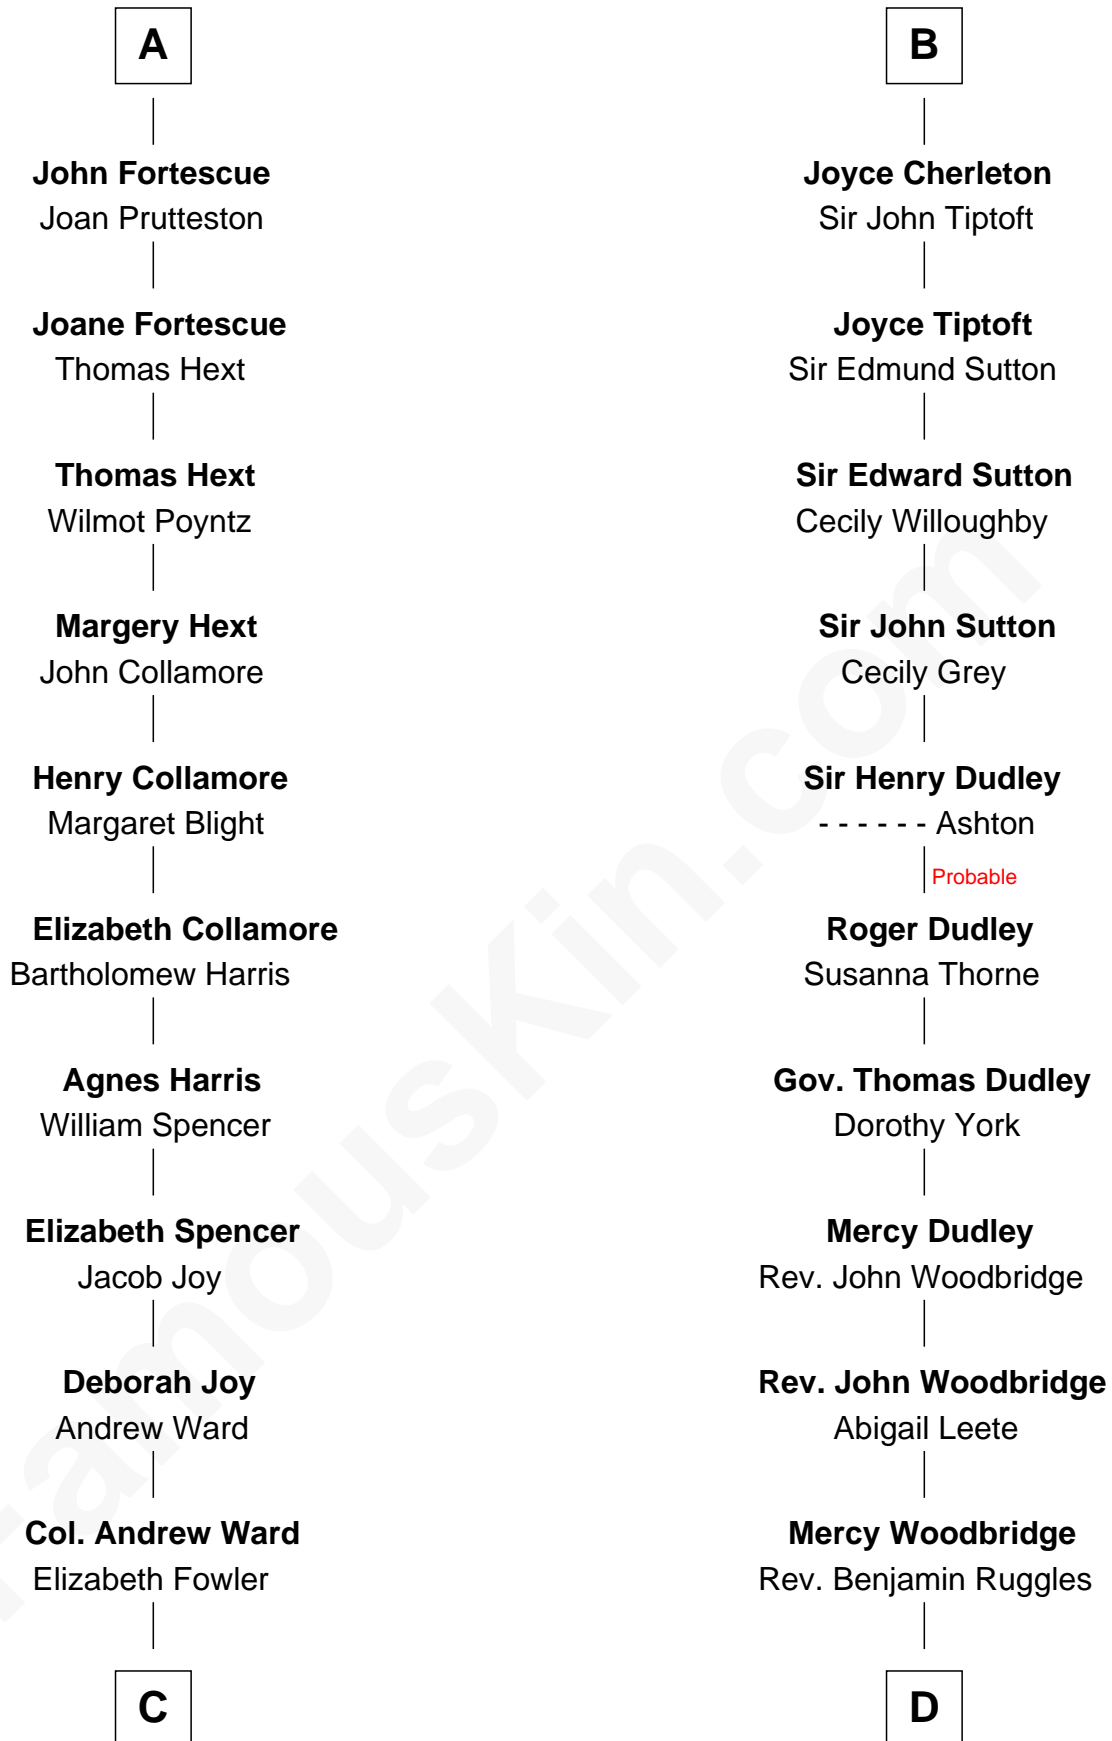 A
John Fortescue
Joan Prutteston
Joane Fortescue
Thomas Hext
Thomas Hext
Wilmot Poyntz
Margery Hext
John Collamore
Henry Collamore
Margaret Blight
Elizabeth Collamore
Bartholomew Harris
Agnes Harris
William Spencer
Elizabeth Spencer
Jacob Joy
Deborah Joy
Andrew Ward
Col. Andrew Ward
Elizabeth Fowler
C
B
Joyce Cherleton
Sir John Tiptoft
Joyce Tiptoft
Sir Edmund Sutton
Sir Edward Sutton
Cecily Willoughby
Sir John Sutton
Cecily Grey
Sir Henry Dudley
- - - - - - Ashton
Probable
Roger Dudley
Susanna Thorne
Gov. Thomas Dudley
Dorothy York
Mercy Dudley
Rev. John Woodbridge
Rev. John Woodbridge
Abigail Leete
Mercy Woodbridge
Rev. Benjamin Ruggles
D
FamousKin.com